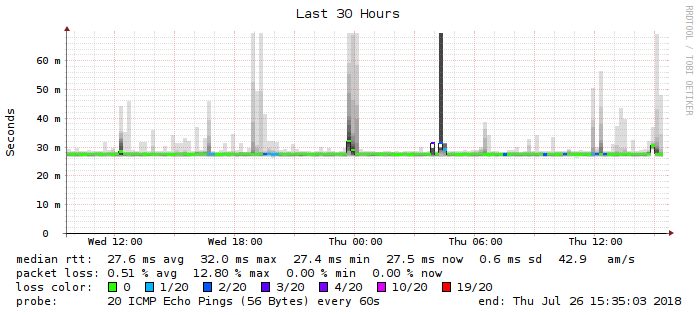 Last 30 Hours
RRDTOOL / TOBI OETIKER
Seconds
60 m
50 m
40 m
30 m
20 m
10 m
0
Wed 12:00 Wed 18:00 Thu 00:00 Thu 06:00 Thu 12:00
median rtt: 27.6 ms avg 32.0 ms max 27.4 ms min 27.5 ms now 0.6 ms sd 42.9 am/s
packet loss: 0.51 % avg 12.80 % max 0.00 % min 0.00 % now
loss color: 0 1/20 2/20 3/20 4/20 10/20 19/20
probe: 20 ICMP Echo Pings (56 Bytes) every 60s end: Thu Jul 26 15:35:03 2018